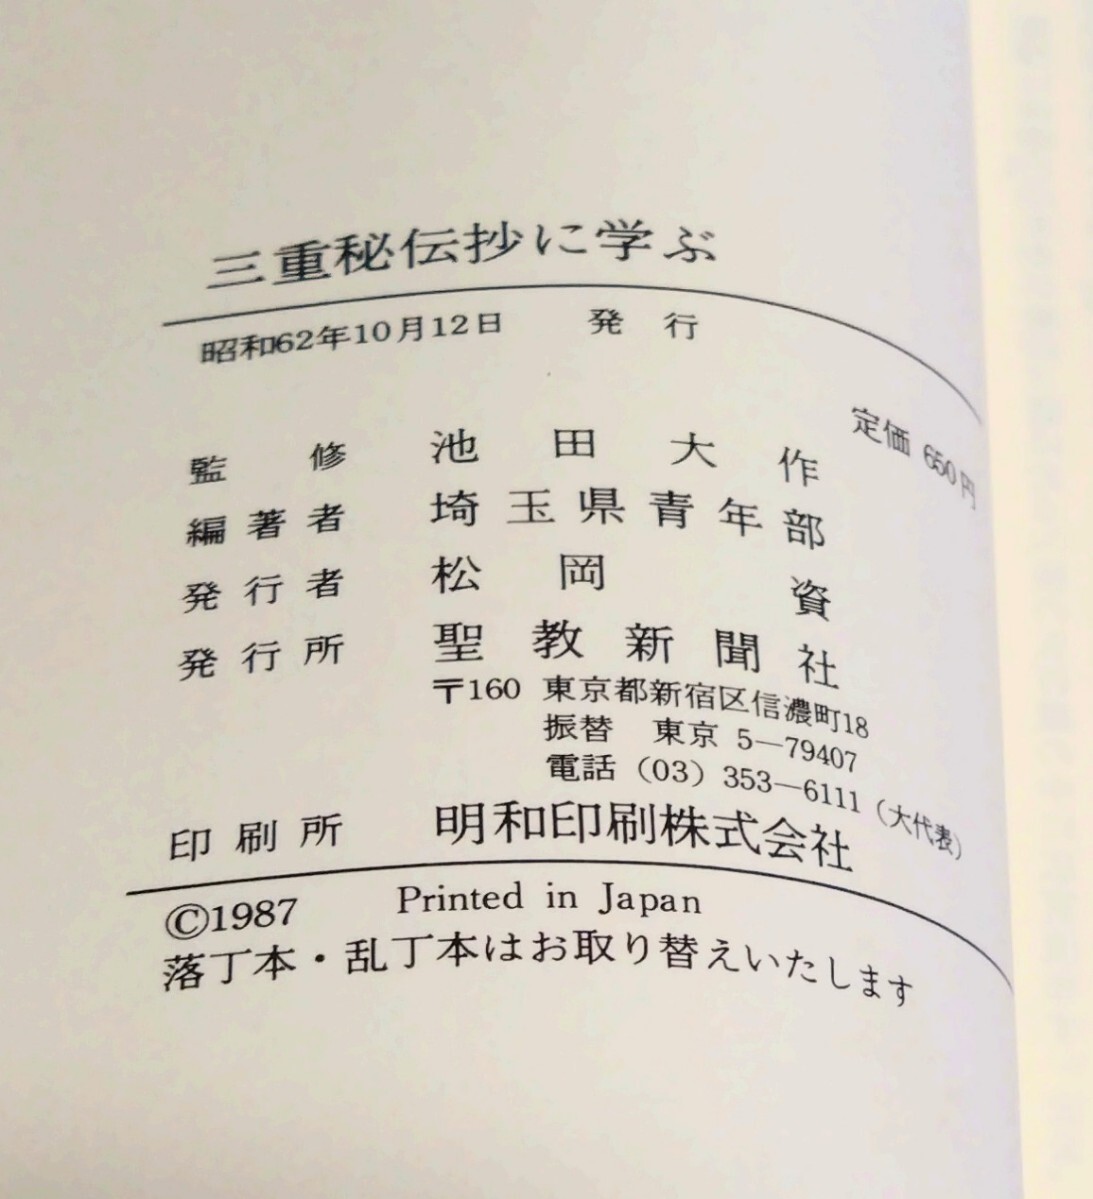 三重秘伝抄に学ぶ
昭和62年10月12日　発行
定価 650円
監修　池田大作
編著者　埼玉県青年部
発行者　松岡　資
発行所　聖教新聞社
〒160 東京都新宿区信濃町18
振替　東京 5―79407
電話（03）353―6111（大代表）
印刷所　明和印刷株式会社
©1987　Printed in Japan
落丁本・乱丁本はお取り替えいたします